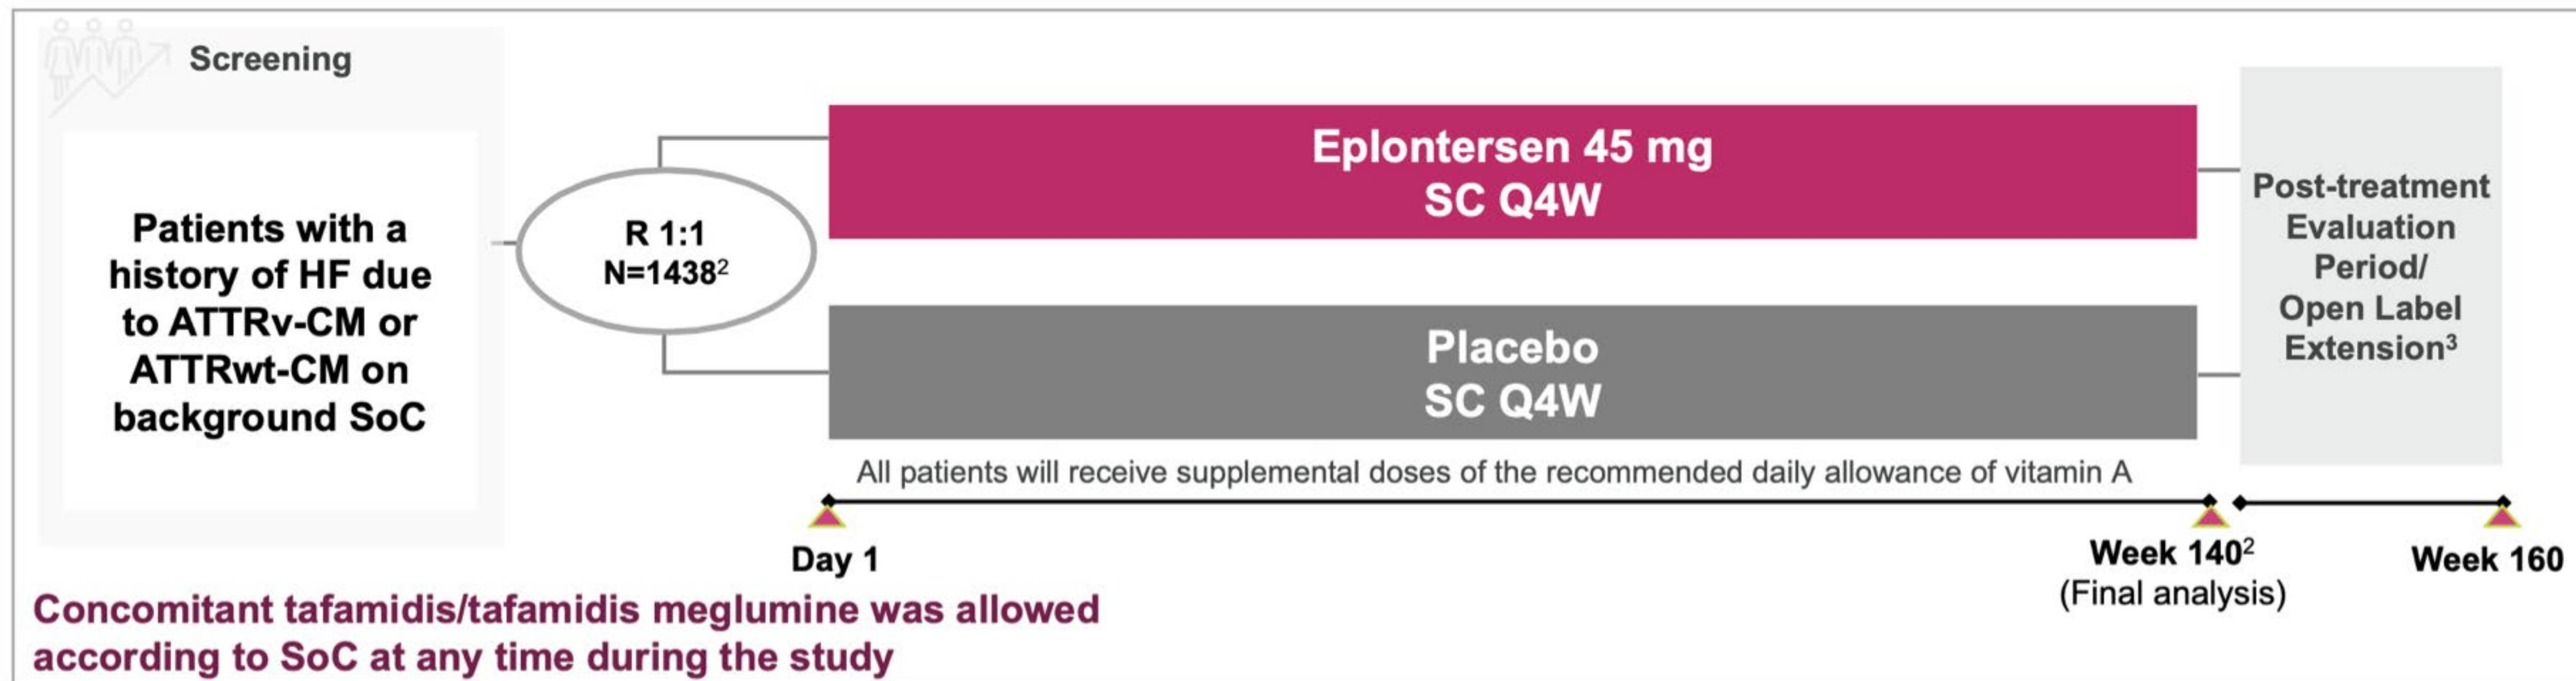 Screening
Patients with a
history of HF due
to ATTRv-CM or
ATTRwt-CM on
background SoC
R 1:1
N=1438²
Eplontersen 45 mg
SC Q4W
Placebo
SC Q4W
Post-treatment
Evaluation
Period/
Open Label
Extension³
All patients will receive supplemental doses of the recommended daily allowance of vitamin A
Day 1
Week 140²
(Final analysis)
Week 160
Concomitant tafamidis/tafamidis meglumine was allowed
according to SoC at any time during the study